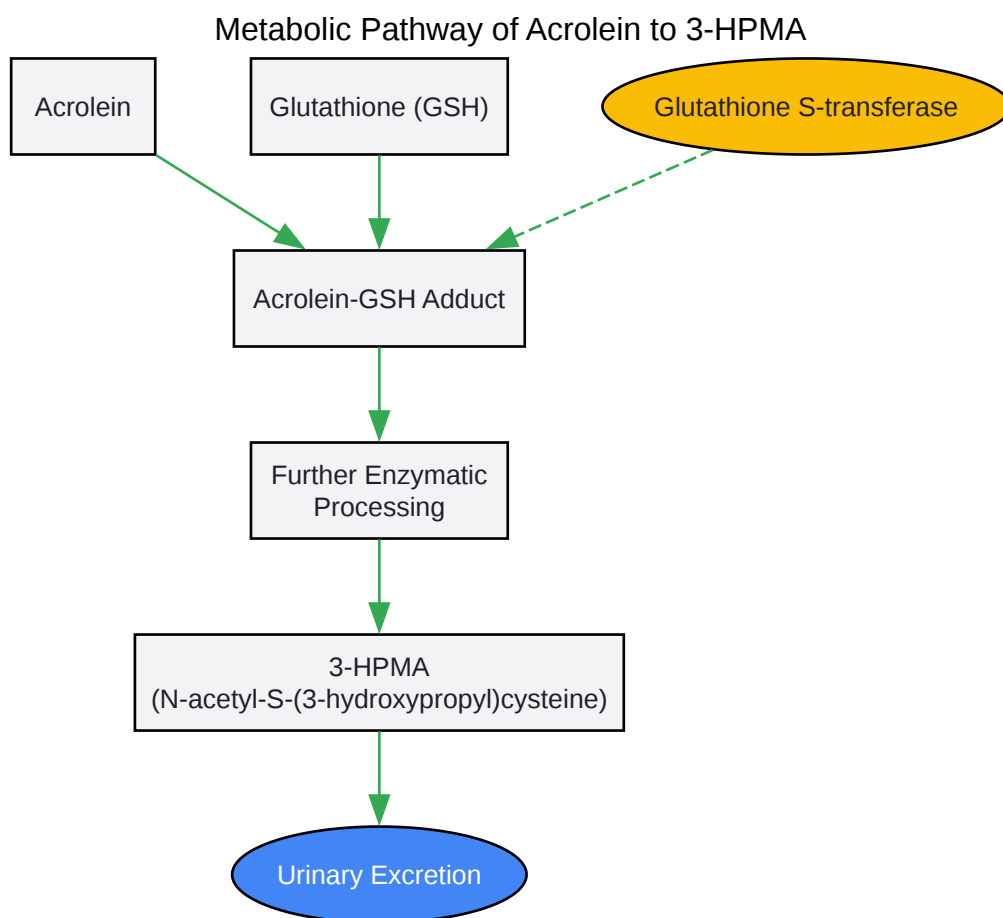 Metabolic Pathway of Acrolein to 3-HPMA
Acrolein
Glutathione (GSH)
Glutathione S-transferase
Acrolein-GSH Adduct
Further Enzymatic
Processing
3-HPMA
(N-acetyl-S-(3-hydroxypropyl)cysteine)
Urinary Excretion